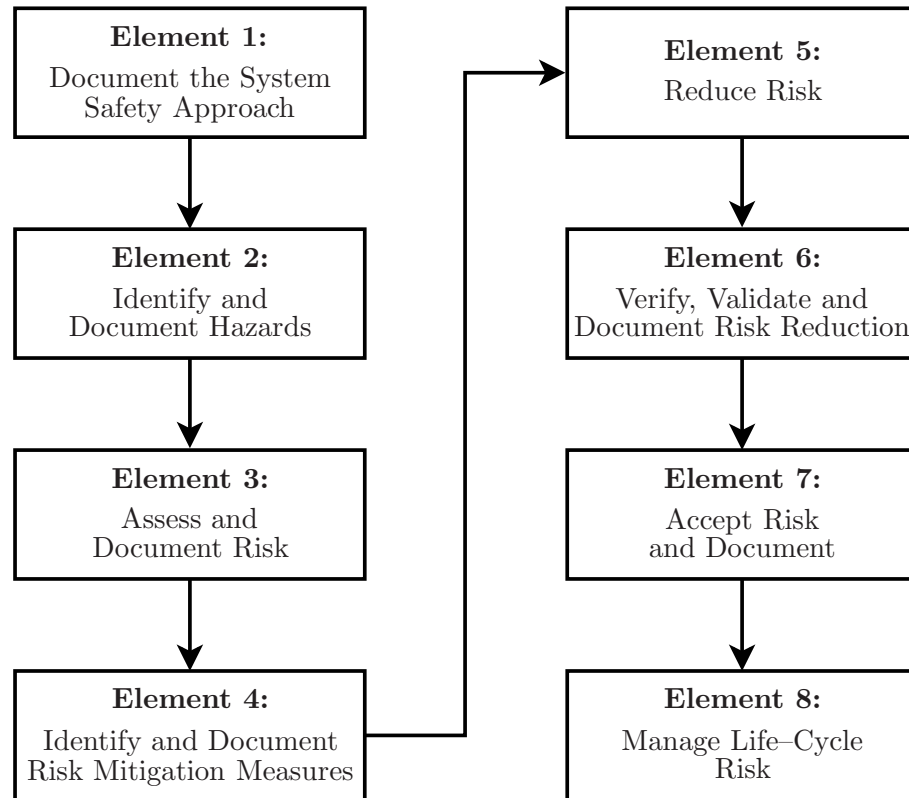 Element 1:
Document the System
Safety Approach
Element 2:
Identify and
Document Hazards
Element 3:
Assess and
Document Risk
Element 4:
Identify and Document
Risk Mitigation Measures
Element 5:
Reduce Risk
Element 6:
Verify, Validate and
Document Risk Reduction
Element 7:
Accept Risk
and Document
Element 8:
Manage Life–Cycle
Risk